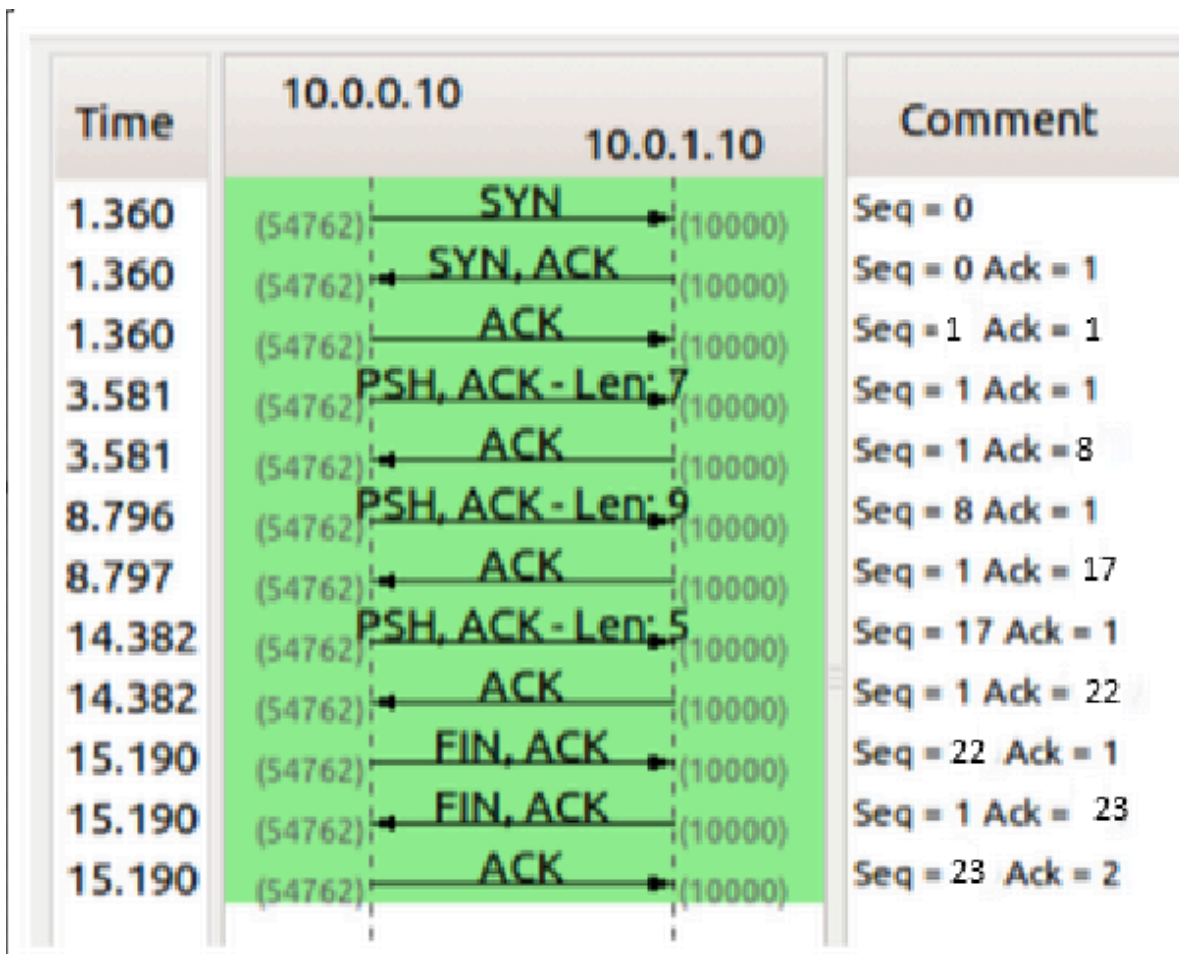 Time
10.0.0.10
10.0.1.10
Comment
1.360 (54762) SYN (10000) Seq = 0
1.360 (54762) SYN, ACK (10000) Seq = 0 Ack = 1
1.360 (54762) ACK (10000) Seq = 1 Ack = 1
3.581 (54762) PSH, ACK - Len: 7 (10000) Seq = 1 Ack = 1
3.581 (54762) ACK (10000) Seq = 1 Ack = 8
8.796 (54762) PSH, ACK - Len: 9 (10000) Seq = 8 Ack = 1
8.797 (54762) ACK (10000) Seq = 1 Ack = 17
14.382 (54762) PSH, ACK - Len: 5 (10000) Seq = 17 Ack = 1
14.382 (54762) ACK (10000) Seq = 1 Ack = 22
15.190 (54762) FIN, ACK (10000) Seq = 22 Ack = 1
15.190 (54762) FIN, ACK (10000) Seq = 1 Ack = 23
15.190 (54762) ACK (10000) Seq = 23 Ack = 2